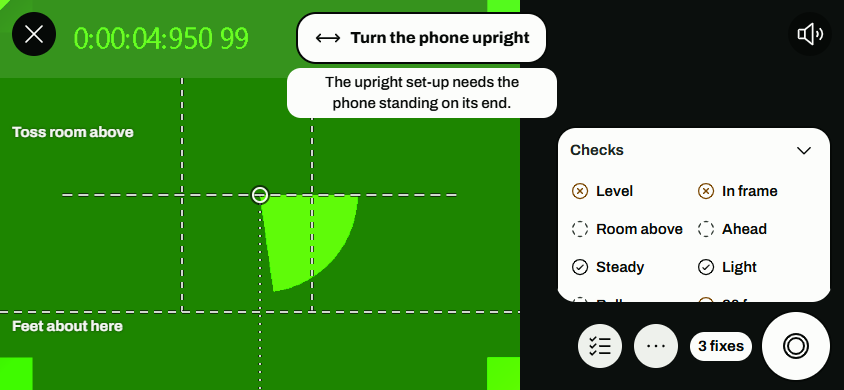 0:00:04:950 99
Turn the phone upright
The upright set-up needs the
phone standing on its end.
Toss room above
Feet about here
Checks
Level
In frame
Room above
Ahead
Steady
Light
3 fixes